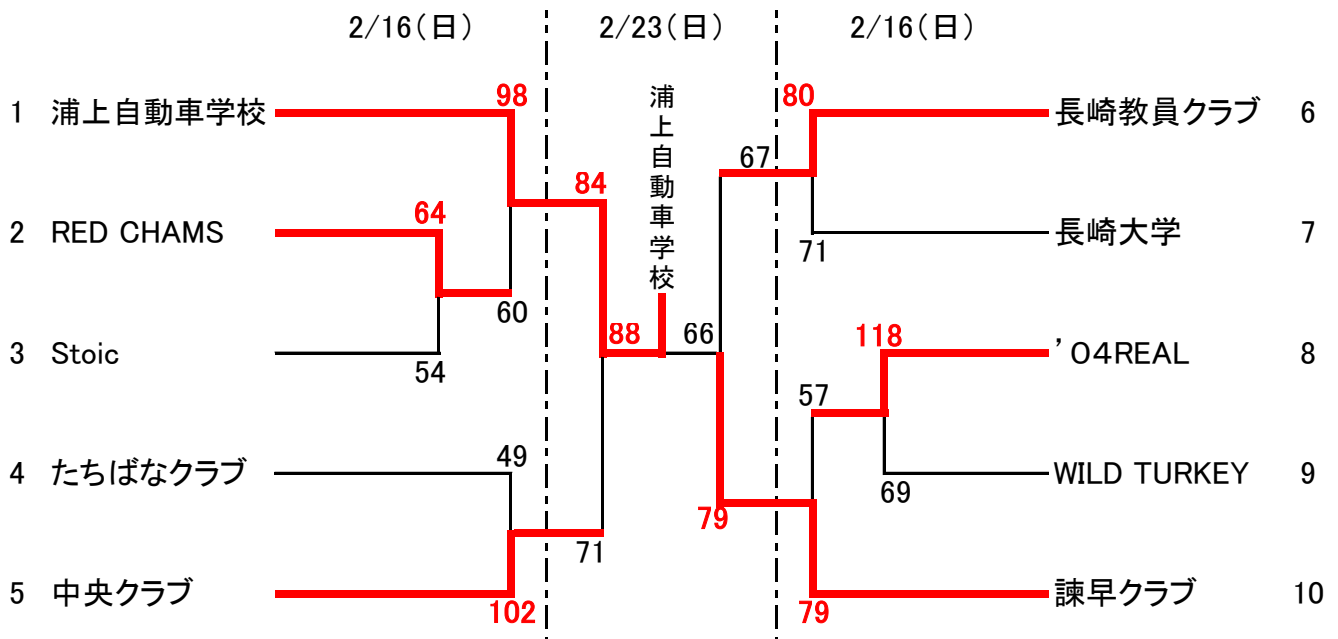 2/16(日) 2/23(日) 2/16(日)
1 浦上自動車学校 98 浦上自動車学校 80 長崎教員クラブ 6
67
84
64
2 RED CHAMS 長崎大学 7
71
60
88 66 118
3 Stoic 'O4REAL 8
54
57
49
4 たちばなクラブ WILD TURKEY 9
69
79
71
5 中央クラブ 102 79 諫早クラブ 10